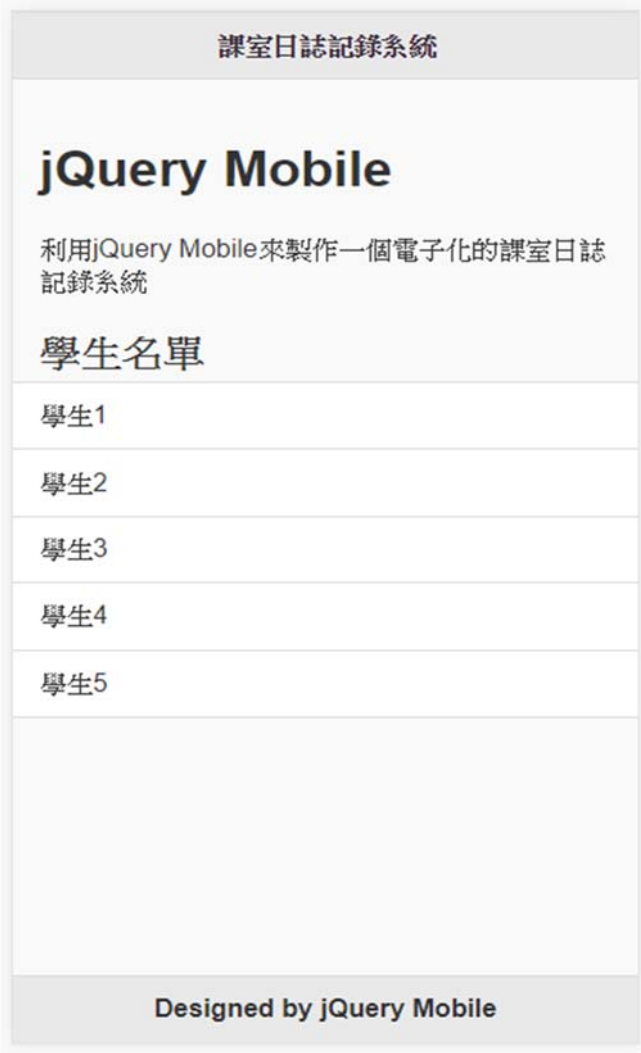 課室日誌記錄系統
jQuery Mobile
利用jQuery Mobile來製作一個電子化的課室日誌
記錄系統
學生名單
學生1
學生2
學生3
學生4
學生5
Designed by jQuery Mobile